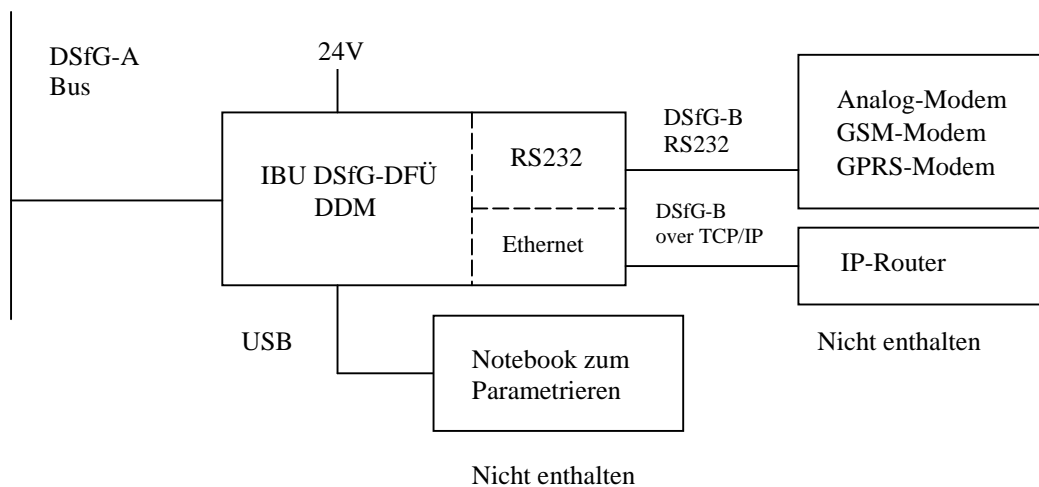 DSfG-A
Bus
24V
IBU DSfG-DFÜ
DDM
RS232
Ethernet
DSfG-B
RS232
DSfG-B
over TCP/IP
Analog-Modem
GSM-Modem
GPRS-Modem
IP-Router
Nicht enthalten
USB
Notebook zum
Parametrieren
Nicht enthalten